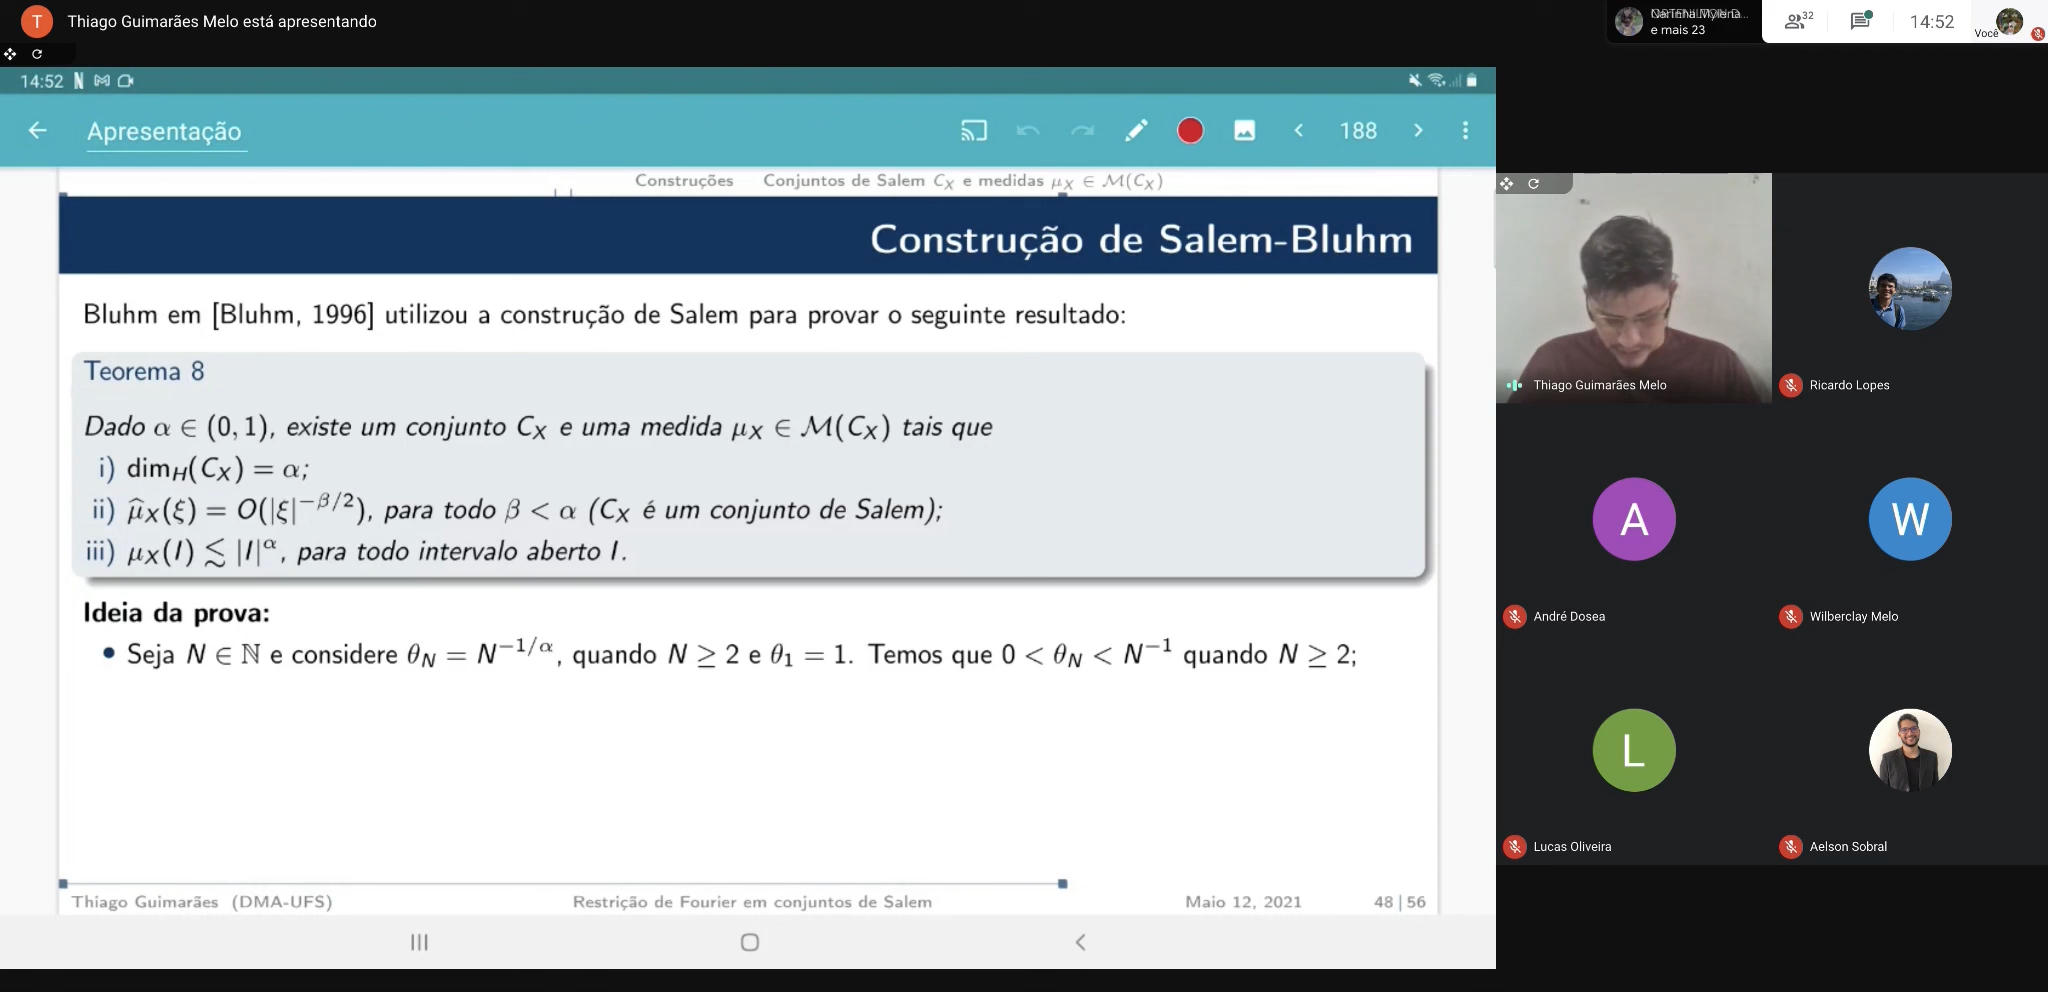 T Thiago Guimarães Melo está apresentando
e mais 23
32
14:52
Você
14:52
Apresentação
188
Construções Conjuntos de Salem C_X e medidas μ_X ∈ M(C_X)
Construção de Salem-Bluhm
Bluhm em [Bluhm, 1996] utilizou a construção de Salem para provar o seguinte resultado:
Teorema 8
Dado α ∈ (0, 1), existe um conjunto C_X e uma medida μ_X ∈ M(C_X) tais que
i) dim_H(C_X) = α;
ii) μ̂_X(ξ) = O(|ξ|^{−β/2}), para todo β < α (C_X é um conjunto de Salem);
iii) μ_X(I) ≲ |I|^α, para todo intervalo aberto I.
Ideia da prova:
• Seja N ∈ ℕ e considere θ_N = N^{−1/α}, quando N ≥ 2 e θ_1 = 1. Temos que 0 < θ_N < N^{−1} quando N ≥ 2;
Thiago Guimarães (DMA-UFS) Restrição de Fourier em conjuntos de Salem Maio 12, 2021 48 | 56
Thiago Guimarães Melo
Ricardo Lopes
A
W
André Dosea
Wilberclay Melo
L
Lucas Oliveira
Aelson Sobral